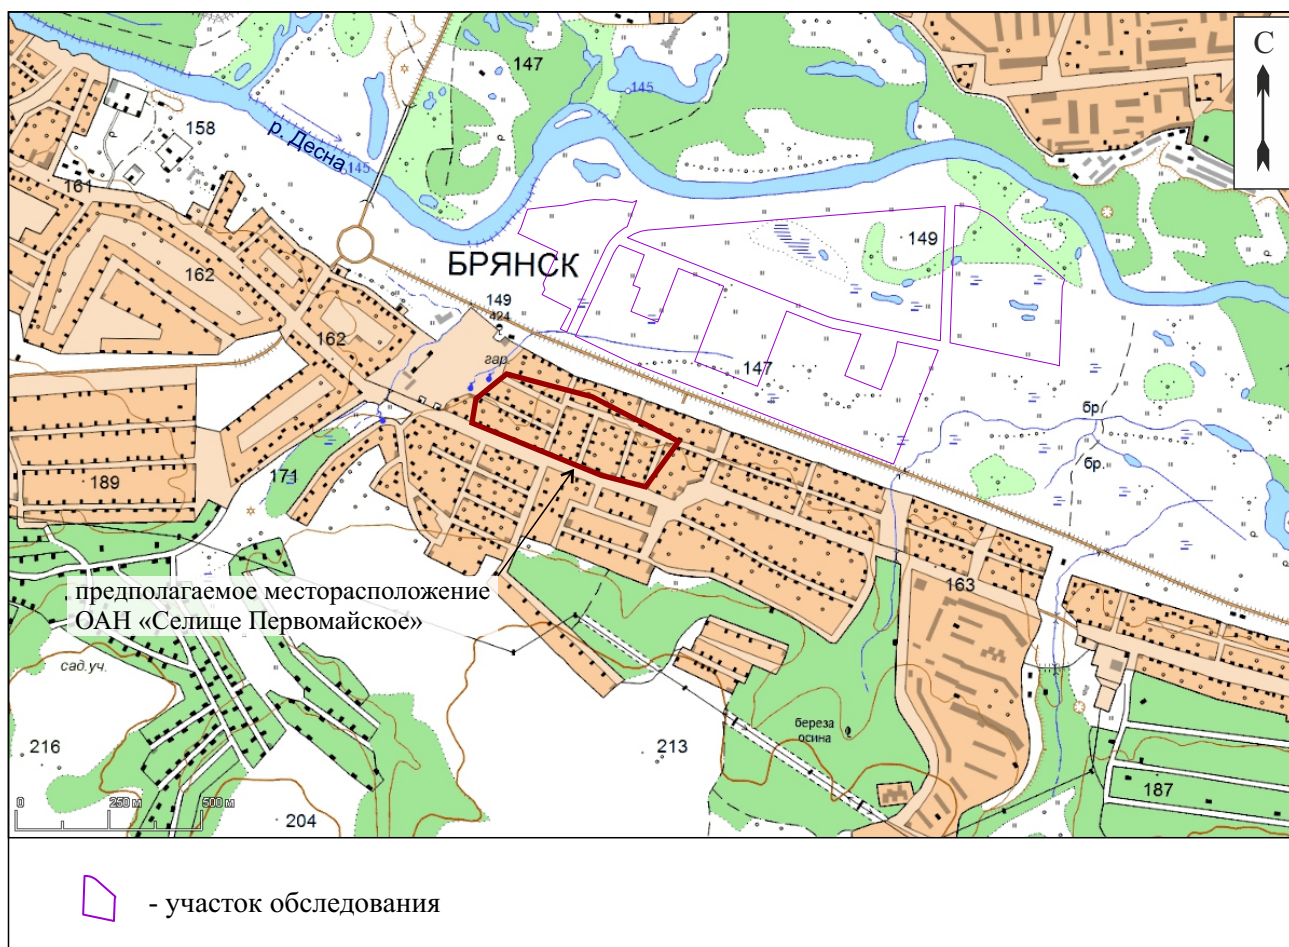 147
С
145
158
р. Десна
145
161
149
162
БРЯНСК
149
424
162
гар.
147
бр.
бр.
171
189
163
предполагаемое месторасположение
ОАН «Селище Первомайское»
сад.уч.
береза
осина
216
213
187
0 250 м 500 м
204
- участок обследования